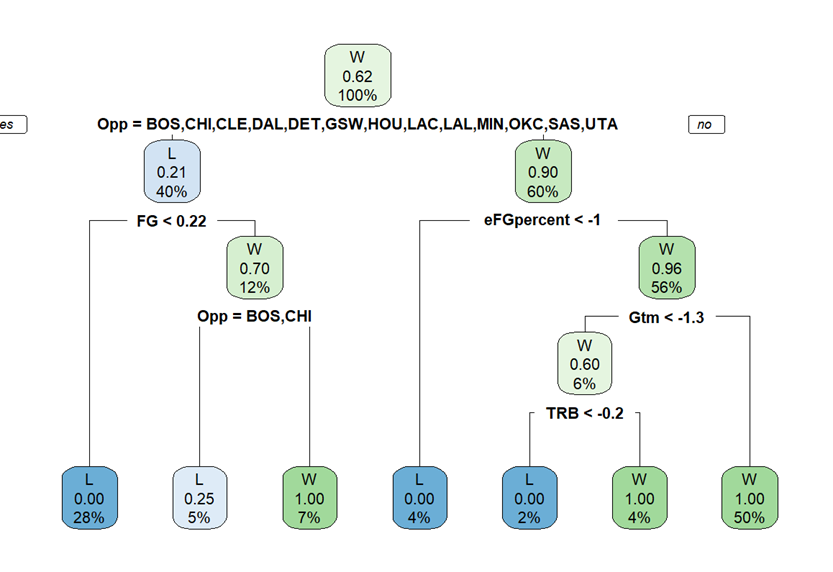 W
0.62
100%
es
Opp = BOS,CHI,CLE,DAL,DET,GSW,HOU,LAC,LAL,MIN,OKC,SAS,UTA
no
L
0.21
40%
W
0.90
60%
FG < 0.22
eFGpercent < -1
W
0.70
12%
W
0.96
56%
Opp = BOS,CHI
Gtm < -1.3
W
0.60
6%
TRB < -0.2
L
0.00
28%
L
0.25
5%
W
1.00
7%
L
0.00
4%
L
0.00
2%
W
1.00
4%
W
1.00
50%